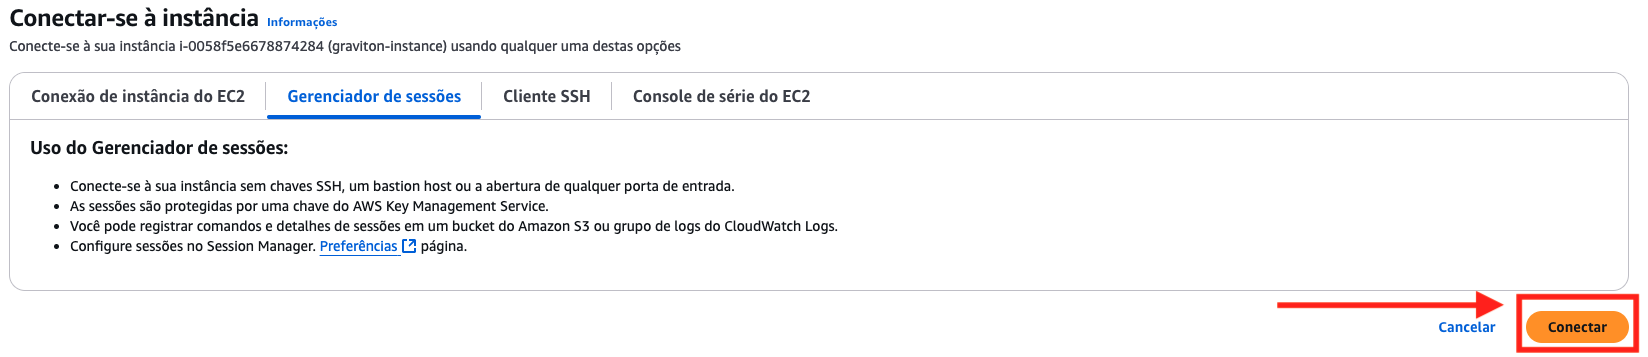 Conectar-se à instância Informações
Conecte-se à sua instância i-0058f5e6678874284 (graviton-instance) usando qualquer uma destas opções
Conexão de instância do EC2 Gerenciador de sessões Cliente SSH Console de série do EC2
Uso do Gerenciador de sessões:
• Conecte-se à sua instância sem chaves SSH, um bastion host ou a abertura de qualquer porta de entrada.
• As sessões são protegidas por uma chave do AWS Key Management Service.
• Você pode registrar comandos e detalhes de sessões em um bucket do Amazon S3 ou grupo de logs do CloudWatch Logs.
• Configure sessões no Session Manager. Preferências página.
Cancelar Conectar